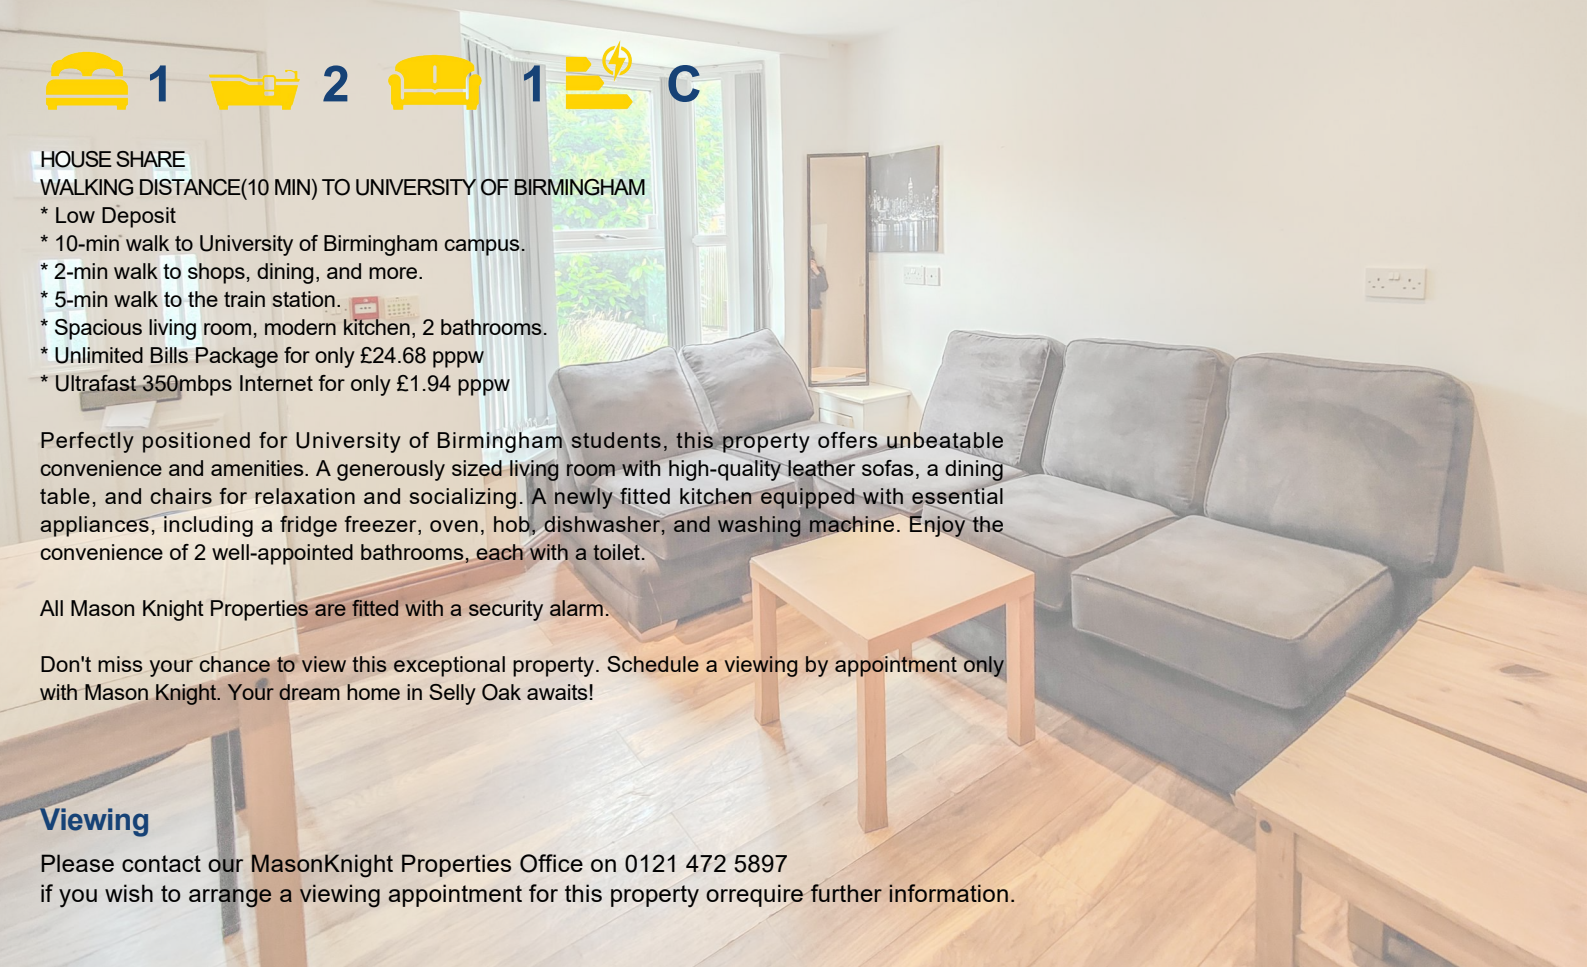 1 2 1 C
HOUSE SHARE
WALKING DISTANCE(10 MIN) TO UNIVERSITY OF BIRMINGHAM
* Low Deposit
* 10-min walk to University of Birmingham campus.
* 2-min walk to shops, dining, and more.
* 5-min walk to the train station.
* Spacious living room, modern kitchen, 2 bathrooms.
* Unlimited Bills Package for only £24.68 pppw
* Ultrafast 350mbps Internet for only £1.94 pppw
Perfectly positioned for University of Birmingham students, this property offers unbeatable
convenience and amenities. A generously sized living room with high-quality leather sofas, a dining
table, and chairs for relaxation and socializing. A newly fitted kitchen equipped with essential
appliances, including a fridge freezer, oven, hob, dishwasher, and washing machine. Enjoy the
convenience of 2 well-appointed bathrooms, each with a toilet.
All Mason Knight Properties are fitted with a security alarm.
Don't miss your chance to view this exceptional property. Schedule a viewing by appointment only
with Mason Knight. Your dream home in Selly Oak awaits!
Viewing
Please contact our MasonKnight Properties Office on 0121 472 5897
if you wish to arrange a viewing appointment for this property orrequire further information.